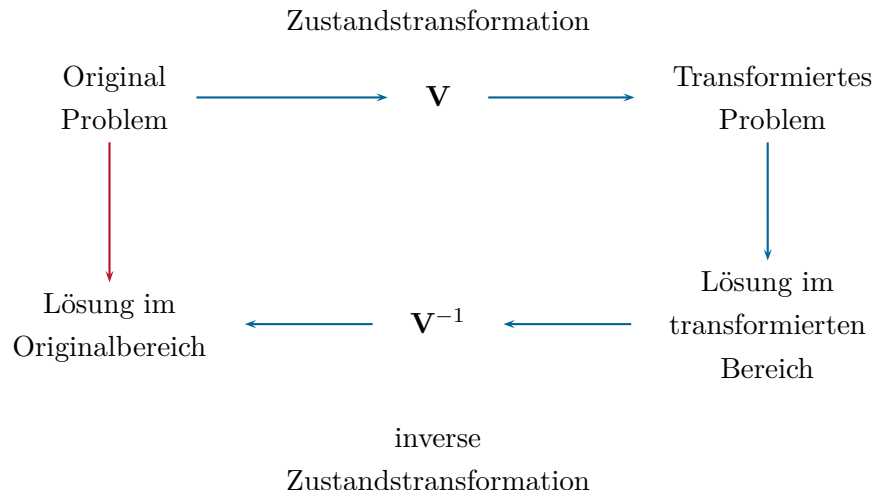 Zustandstransformation
Original
Problem
V
Transformiertes
Problem
Lösung im
Originalbereich
V⁻¹
Lösung im
transformierten
Bereich
inverse
Zustandstransformation